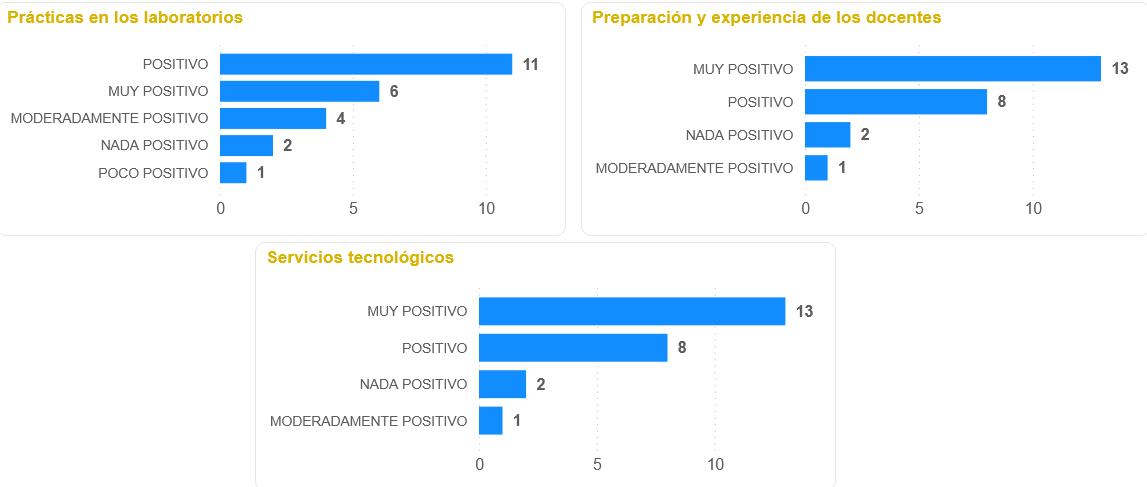 Prácticas en los laboratorios
POSITIVO 11
MUY POSITIVO 6
MODERADAMENTE POSITIVO 4
NADA POSITIVO 2
POCO POSITIVO 1
0 5 10
Preparación y experiencia de los docentes
MUY POSITIVO 13
POSITIVO 8
NADA POSITIVO 2
MODERADAMENTE POSITIVO 1
0 5 10
Servicios tecnológicos
MUY POSITIVO 13
POSITIVO 8
NADA POSITIVO 2
MODERADAMENTE POSITIVO 1
0 5 10